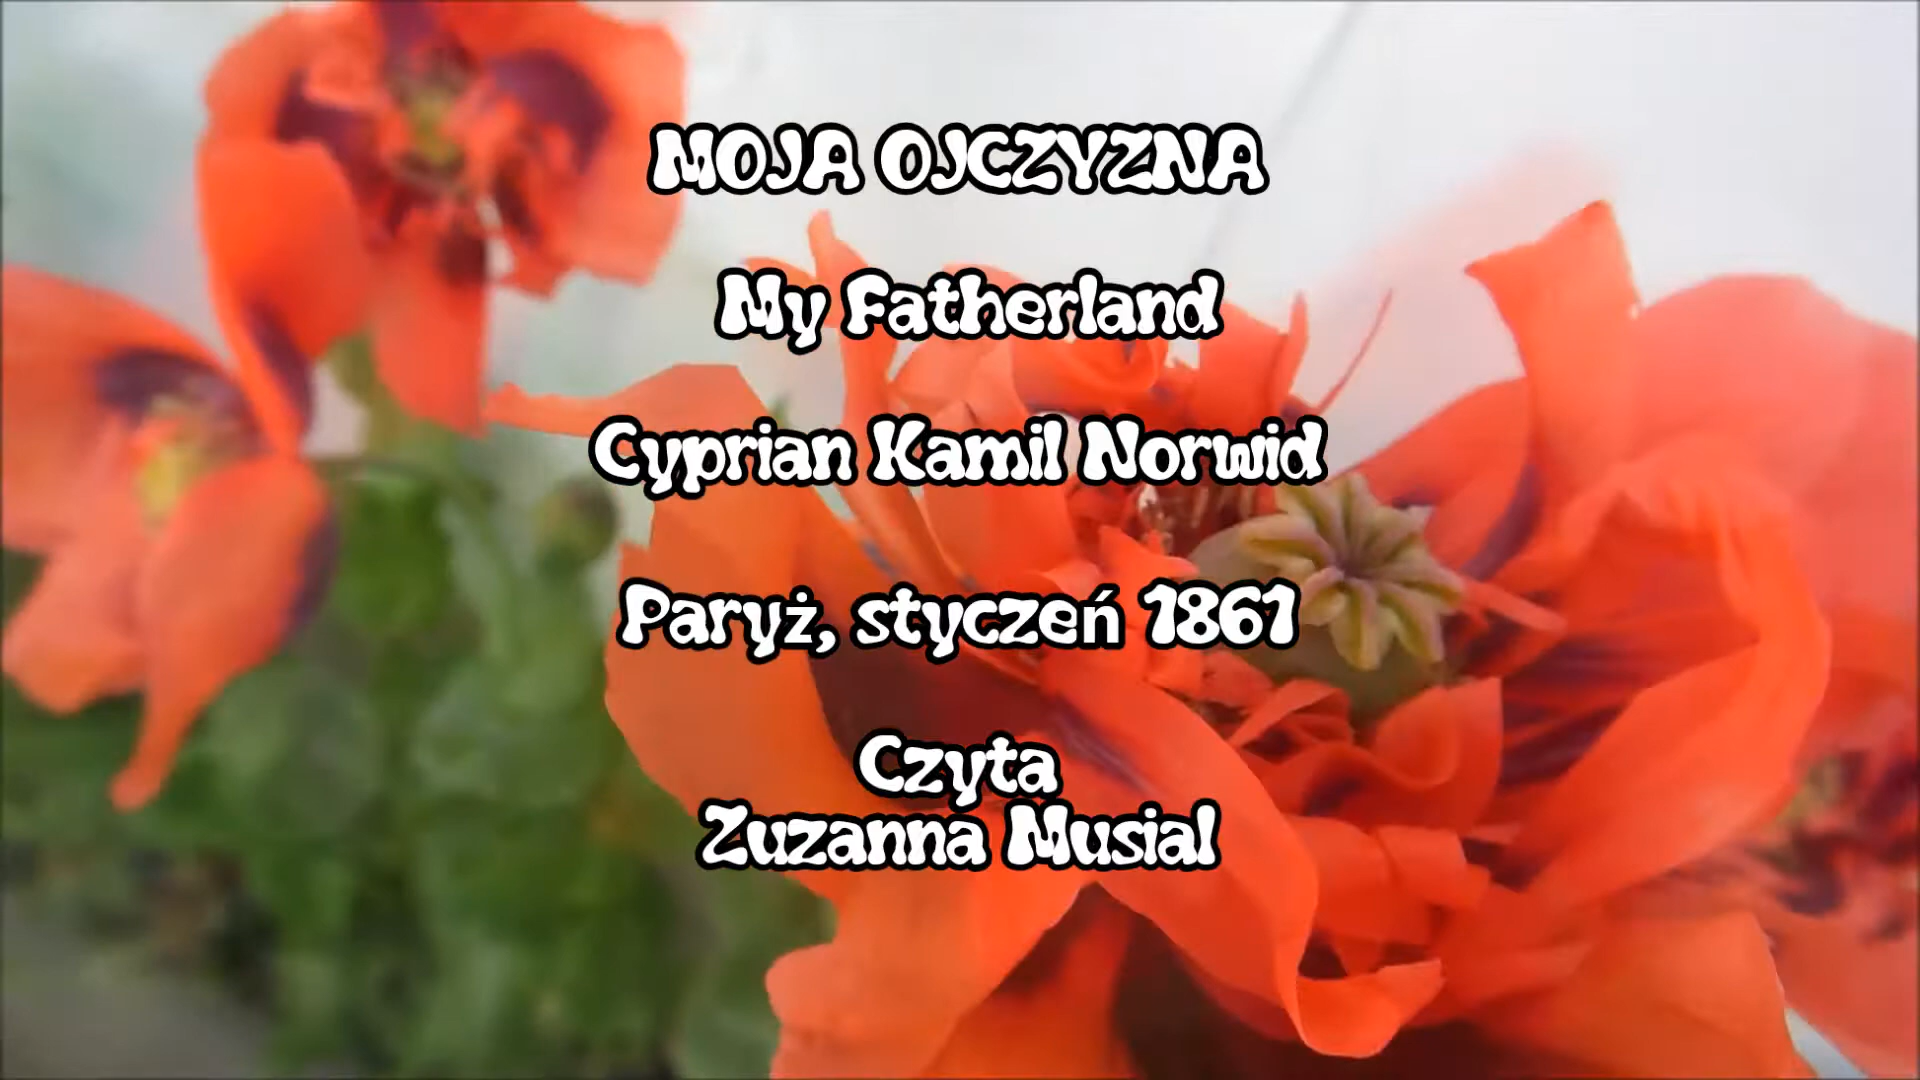 MOJA OJCZYZNA
My Fatherland
Cyprian Kamil Norwid
Paryż, styczeń 1861
Czyta
Zuzanna Musial